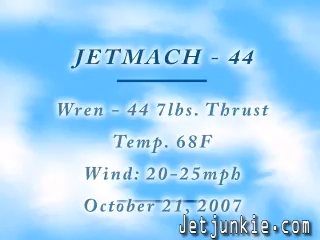 JETMACH - 44
Wren - 44 7lbs. Thrust
Temp. 68F
Wind: 20-25mph
October 21, 2007
Jetjunkie.com